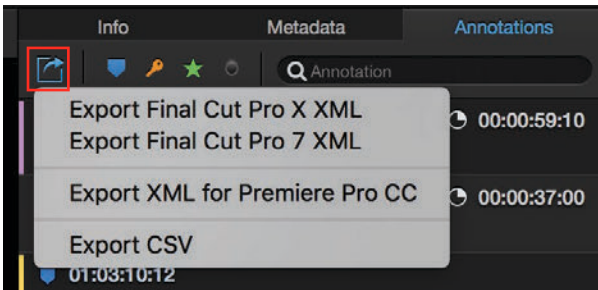 Info Metadata Annotations
Annotation
Export Final Cut Pro X XML
00:00:59:10
Export Final Cut Pro 7 XML
Export XML for Premiere Pro CC
00:00:37:00
Export CSV
01:03:10:12